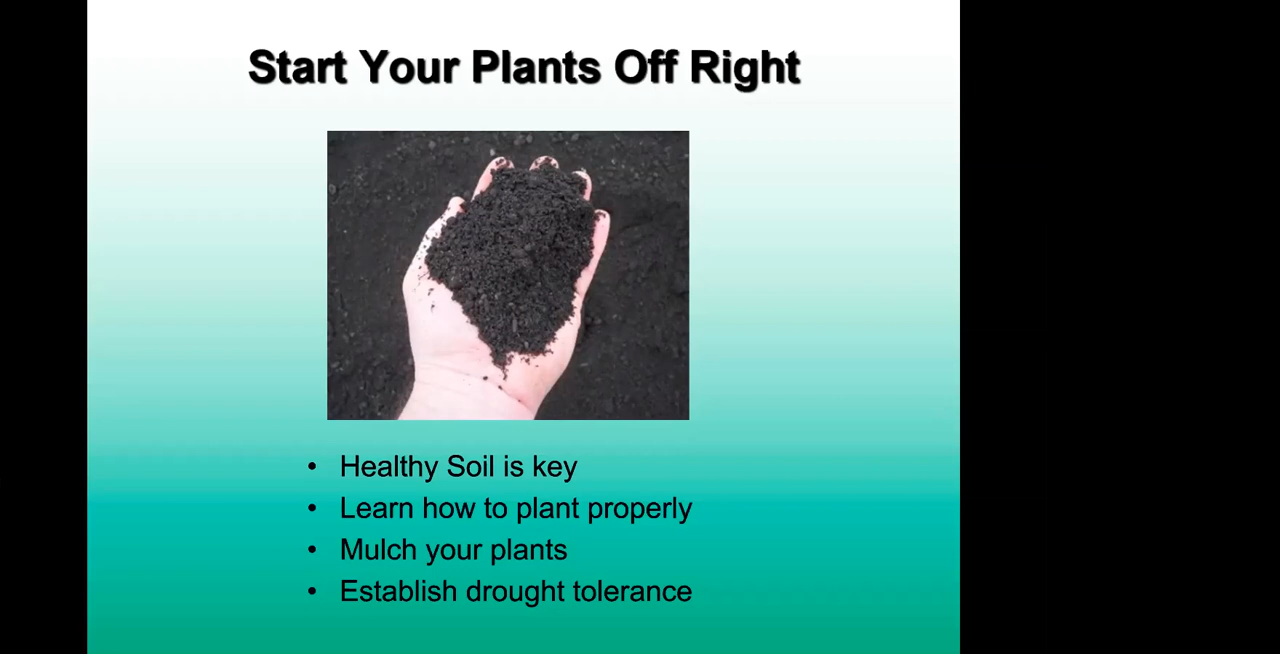 Start Your Plants Off Right
• Healthy Soil is key
• Learn how to plant properly
• Mulch your plants
• Establish drought tolerance